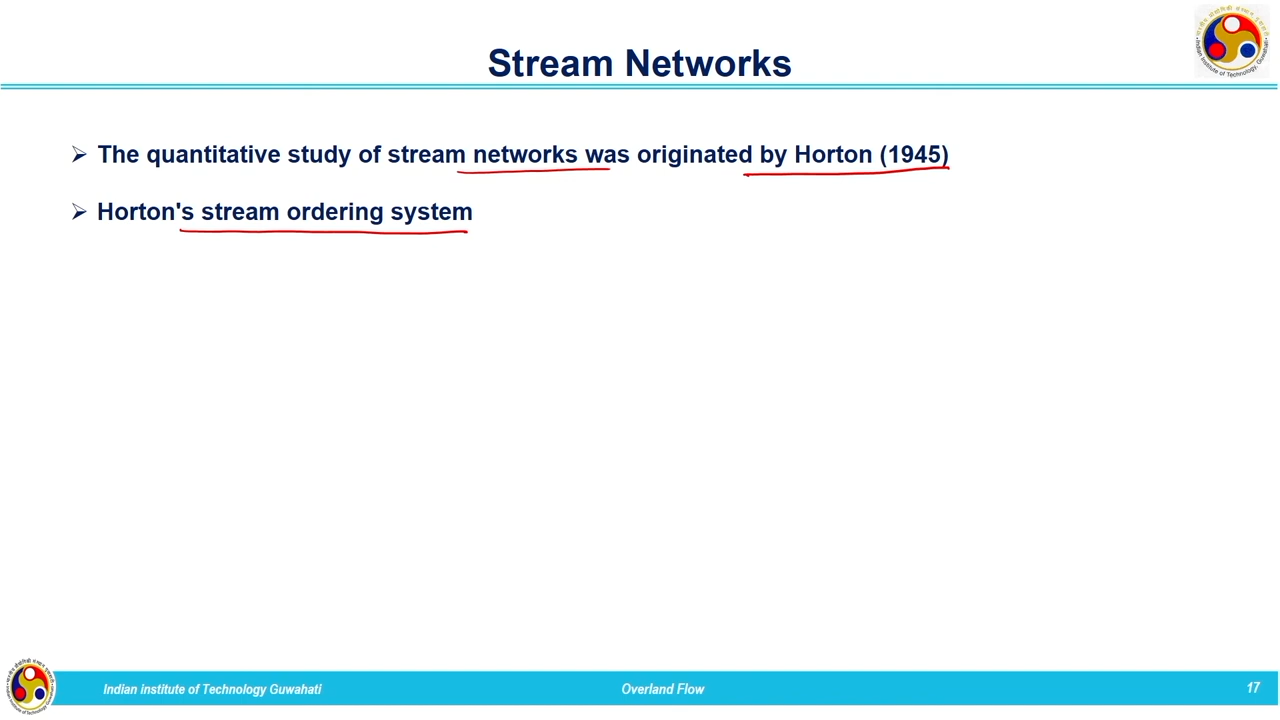 Stream Networks
The quantitative study of stream networks was originated by Horton (1945)
Horton's stream ordering system
Indian institute of Technology Guwahati
Overland Flow
17